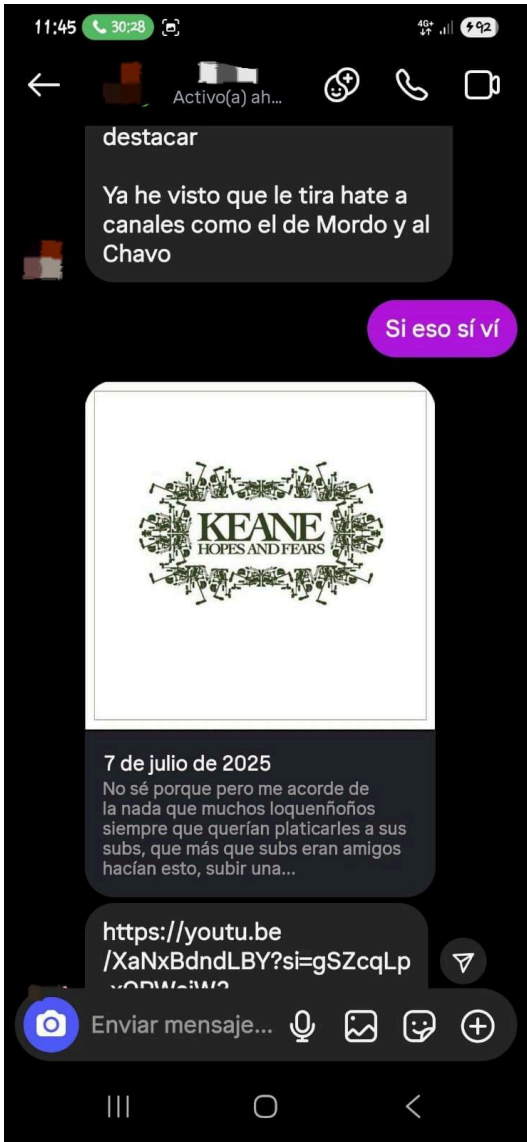 11:45 30:28 4G+ 92
Activo(a) ah...
destacar
Ya he visto que le tira hate a
canales como el de Mordo y al
Chavo
Si eso sí ví
KEANE
HOPES AND FEARS
7 de julio de 2025
No sé porque pero me acorde de
la nada que muchos loquenñoños
siempre que querían platicarles a sus
subs, que más que subs eran amigos
hacían esto, subir una...
https://youtu.be
/XaNxBdndLBY?si=gSZcqLp
Enviar mensaje...